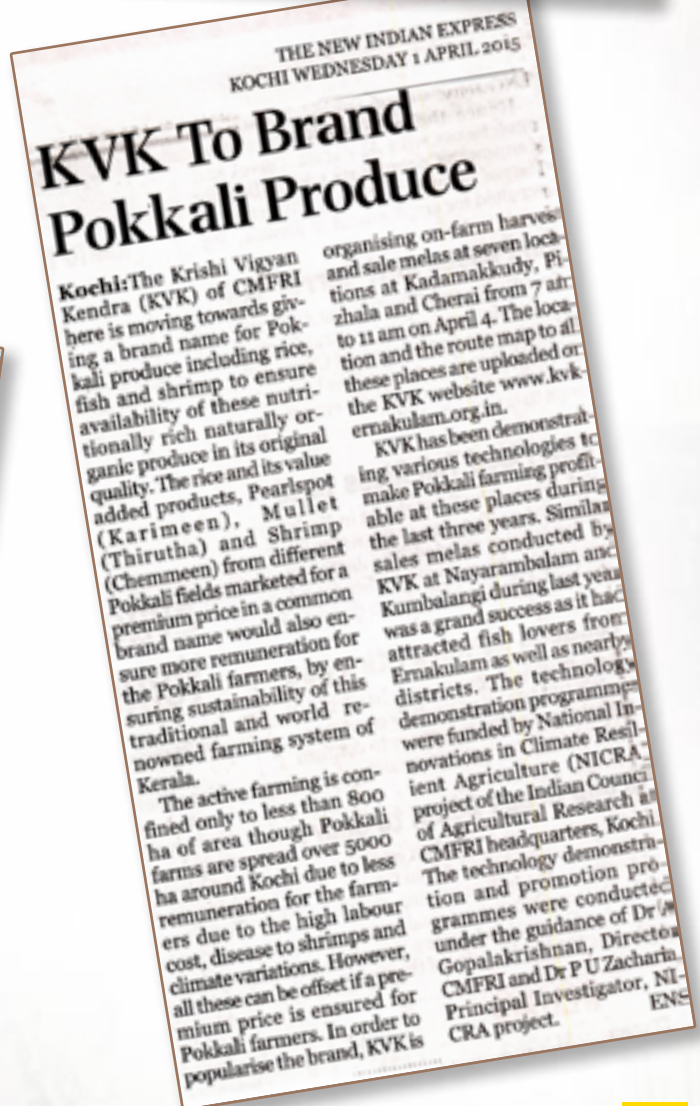 THE NEW INDIAN EXPRESS
KOCHI WEDNESDAY 1 APRIL 2015
KVK To Brand
Pokkali Produce
Kochi:The Krishi Vigyan
Kendra (KVK) of CMFRI
here is moving towards giv-
ing a brand name for Pok-
kali produce including rice,
fish and shrimp to ensure
availability of these nutri-
tionally rich naturally or-
ganic produce in its original
quality. The rice and its value
added products, Pearlspot
(Karimeen), Mullet
(Thirutha) and Shrimp
(Chemmeen) from different
Pokkali fields marketed for a
premium price in a common
brand name would also en-
sure more remuneration for
the Pokkali farmers, by en-
suring sustainability of this
traditional and world re-
nowned farming system of
Kerala.
The active farming is con-
fined only to less than 800
ha of area though Pokkali
farms are spread over 5000
ha around Kochi due to less
remuneration for the farm-
ers due to the high labour
cost, disease to shrimps and
climate variations. However,
all these can be offset if a pre-
mium price is ensured for
Pokkali farmers. In order to
popularise the brand, KVK is
organising on-farm harvest
and sale melas at seven loca-
tions at Kadamakkudy, Pi-
zhala and Cherai from 7 am
to 11 am on April 4. The loca-
tion and the route map to all
these places are uploaded on
the KVK website www.kvk-
ernakulam.org.in.
KVK has been demonstrat-
ing various technologies to
make Pokkali farming profit-
able at these places during
the last three years. Similar
sales melas conducted by
KVK at Nayarambalam and
Kumbalangi during last year
was a grand success as it had
attracted fish lovers from
Ernakulam as well as nearby
districts. The technology
demonstration programmes
were funded by National In-
novations in Climate Resil-
ient Agriculture (NICRA)
project of the Indian Council
of Agricultural Research at
CMFRI headquarters, Kochi.
The technology demonstra-
tion and promotion pro-
grammes were conducted
under the guidance of Dr
Gopalakrishnan, Director
CMFRI and Dr P U Zacharia
Principal Investigator, NI-
CRA project. ENS